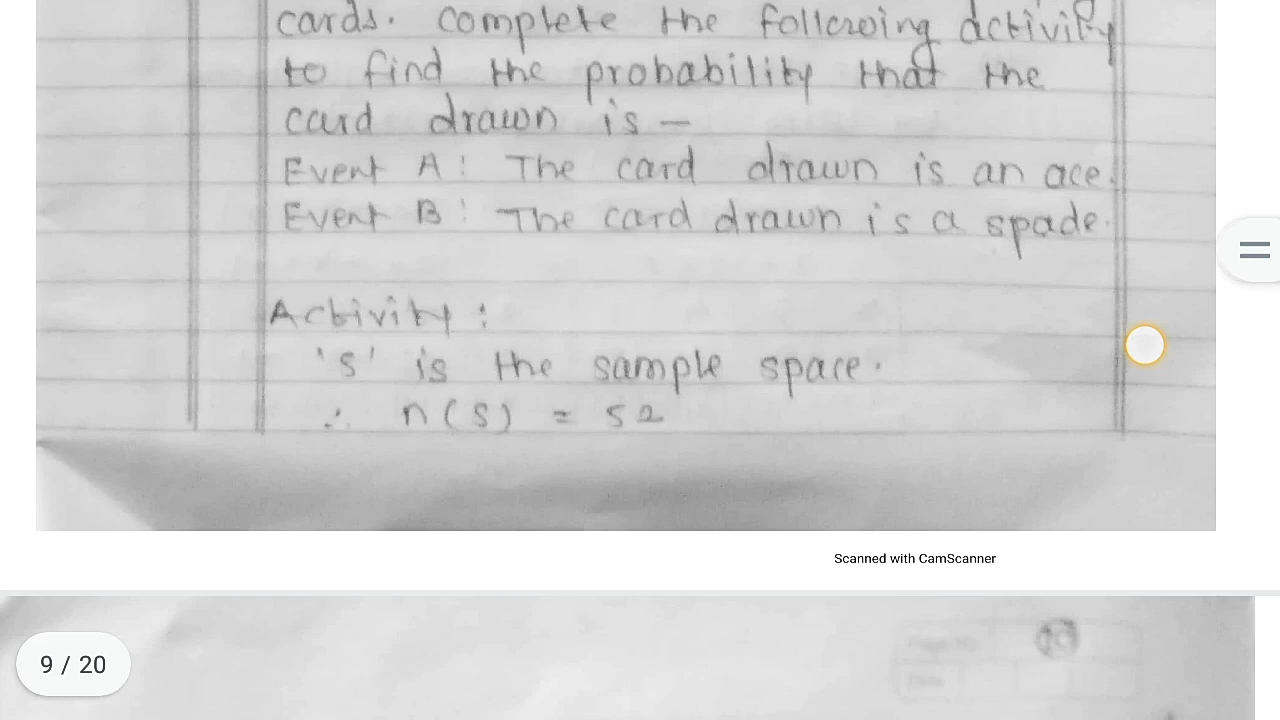 cards. complete the following activity
to find the probability that the
card drawn is —
Event A: The card drawn is an ace.
Event B: The card drawn is a spade.
Activity:
's' is the sample space.
∴ n(s) = 52
Scanned with CamScanner
9 / 20